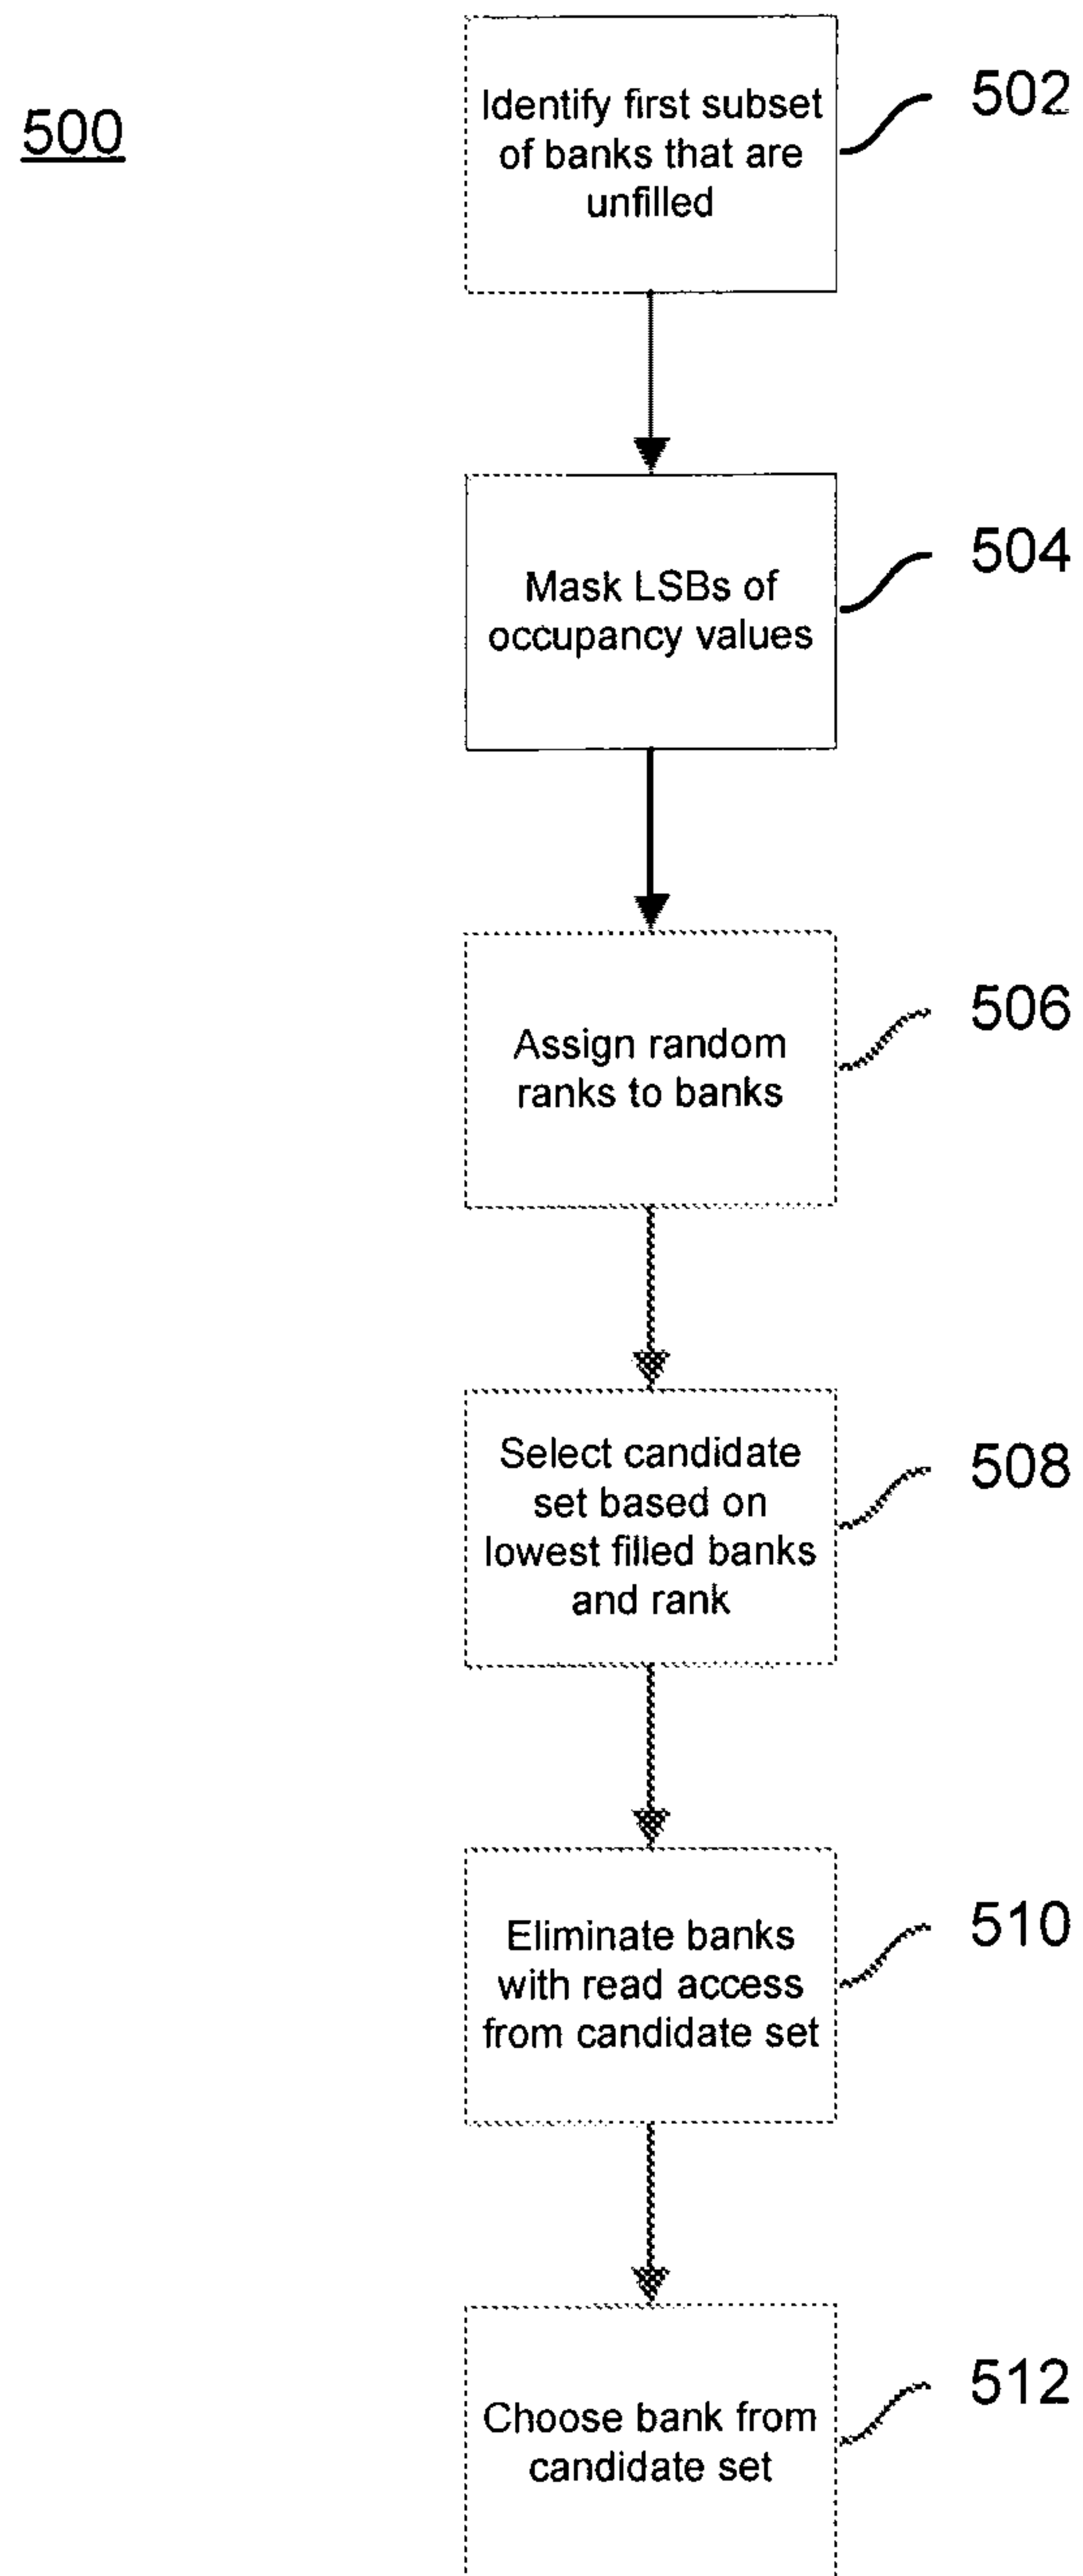 500
Identify first subset
of banks that are
unfilled
502
Mask LSBs of
occupancy values
504
Assign random
ranks to banks
506
Select candidate
set based on
lowest filled banks
and rank
508
Eliminate banks
with read access
from candidate set
510
Choose bank from
candidate set
512